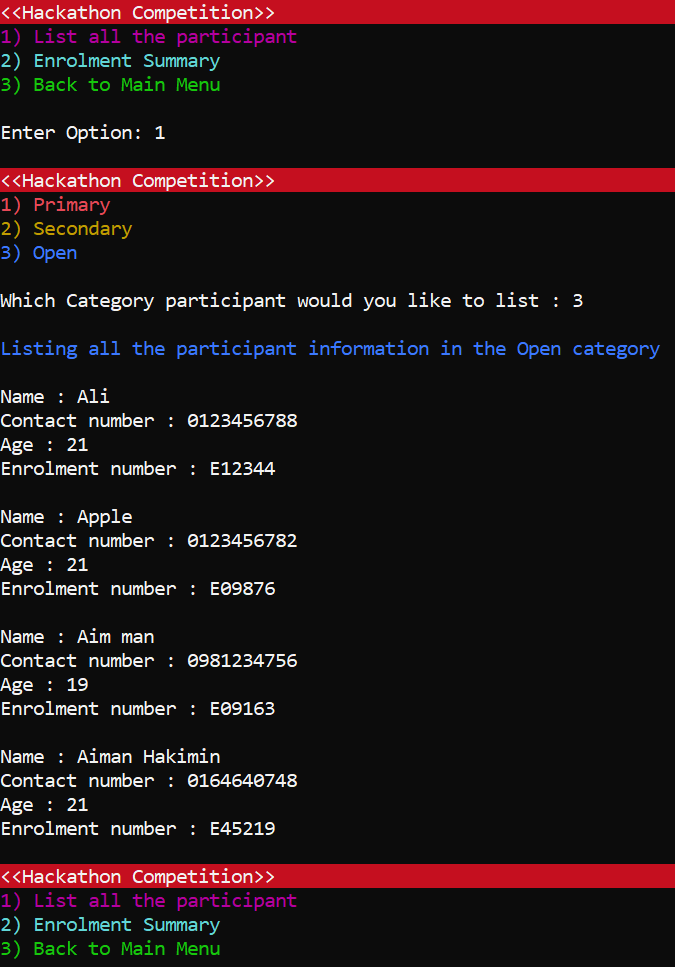 <<Hackathon Competition>>
1) List all the participant
2) Enrolment Summary
3) Back to Main Menu
Enter Option: 1
<<Hackathon Competition>>
1) Primary
2) Secondary
3) Open
Which Category participant would you like to list : 3
Listing all the participant information in the Open category
Name : Ali
Contact number : 0123456788
Age : 21
Enrolment number : E12344
Name : Apple
Contact number : 0123456782
Age : 21
Enrolment number : E09876
Name : Aim man
Contact number : 0981234756
Age : 19
Enrolment number : E09163
Name : Aiman Hakimin
Contact number : 0164640748
Age : 21
Enrolment number : E45219
<<Hackathon Competition>>
1) List all the participant
2) Enrolment Summary
3) Back to Main Menu